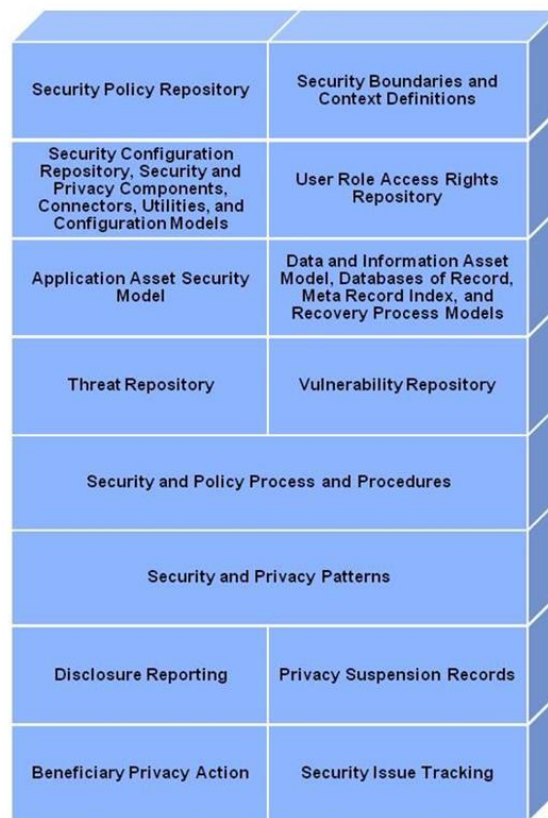 Security Policy Repository
Security Boundaries and
Context Definitions
Security Configuration
Repository, Security and
Privacy Components,
Connectors, Utilities, and
Configuration Models
User Role Access Rights
Repository
Application Asset Security
Model
Data and Information Asset
Model, Databases of Record,
Meta Record Index, and
Recovery Process Models
Threat Repository
Vulnerability Repository
Security and Policy Process and Procedures
Security and Privacy Patterns
Disclosure Reporting
Privacy Suspension Records
Beneficiary Privacy Action
Security Issue Tracking